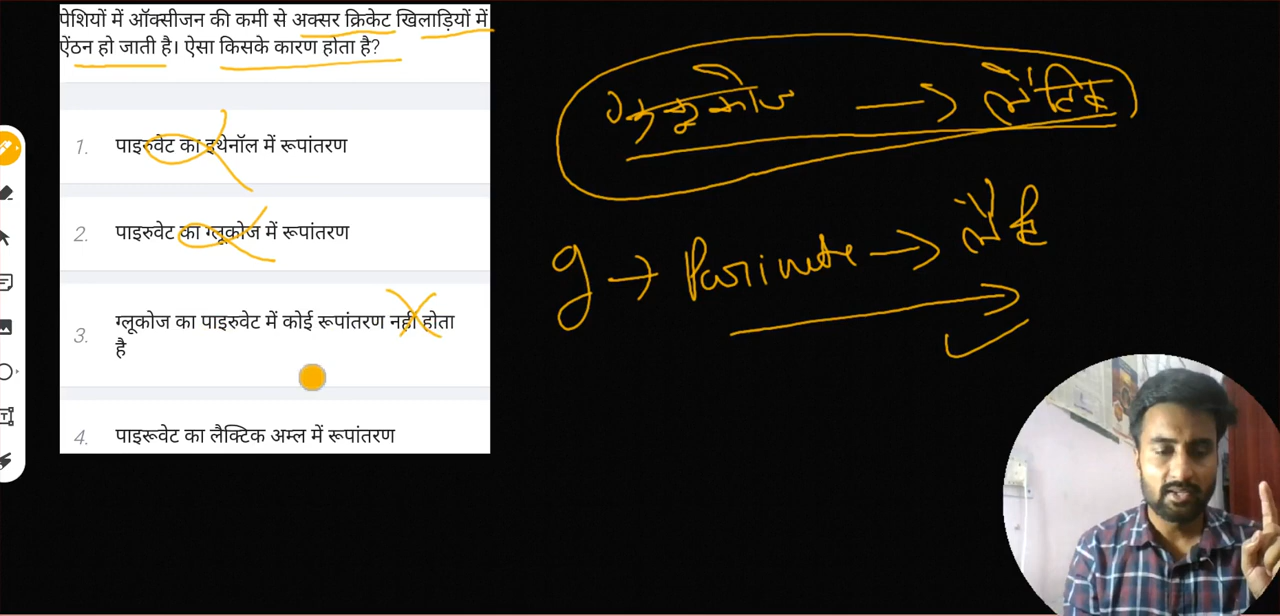 पेशियों में ऑक्सीजन की कमी से अक्सर क्रिकेट खिलाड़ियों में
ऐंठन हो जाती है। ऐसा किसके कारण होता है?
1. पाइरुवेट का इथेनॉल में रूपांतरण
2. पाइरुवेट का ग्लूकोज में रूपांतरण
3. ग्लूकोज का पाइरुवेट में कोई रूपांतरण नहीं होता
है
4. पाइरूवेट का लैक्टिक अम्ल में रूपांतरण
→
g → Parinate →